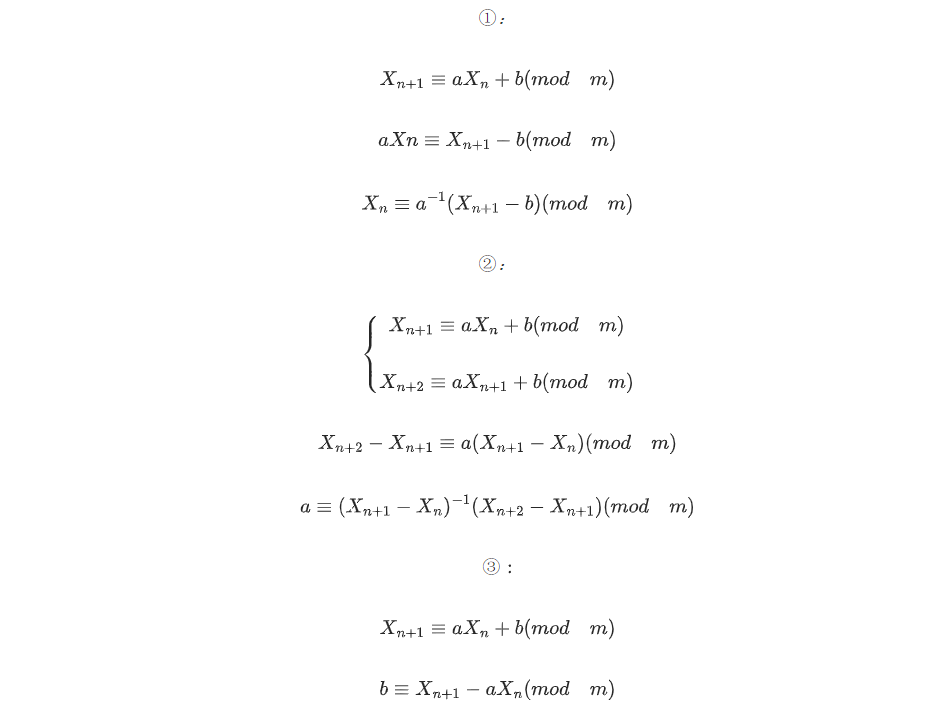 ①:
X_{n+1} ≡ aX_n + b(mod m)
aXn ≡ X_{n+1} − b(mod m)
X_n ≡ a^{−1}(X_{n+1} − b)(mod m)
②:
{ X_{n+1} ≡ aX_n + b(mod m)
X_{n+2} ≡ aX_{n+1} + b(mod m)
X_{n+2} − X_{n+1} ≡ a(X_{n+1} − X_n)(mod m)
a ≡ (X_{n+1} − X_n)^{−1}(X_{n+2} − X_{n+1})(mod m)
③:
X_{n+1} ≡ aX_n + b(mod m)
b ≡ X_{n+1} − aX_n(mod m)